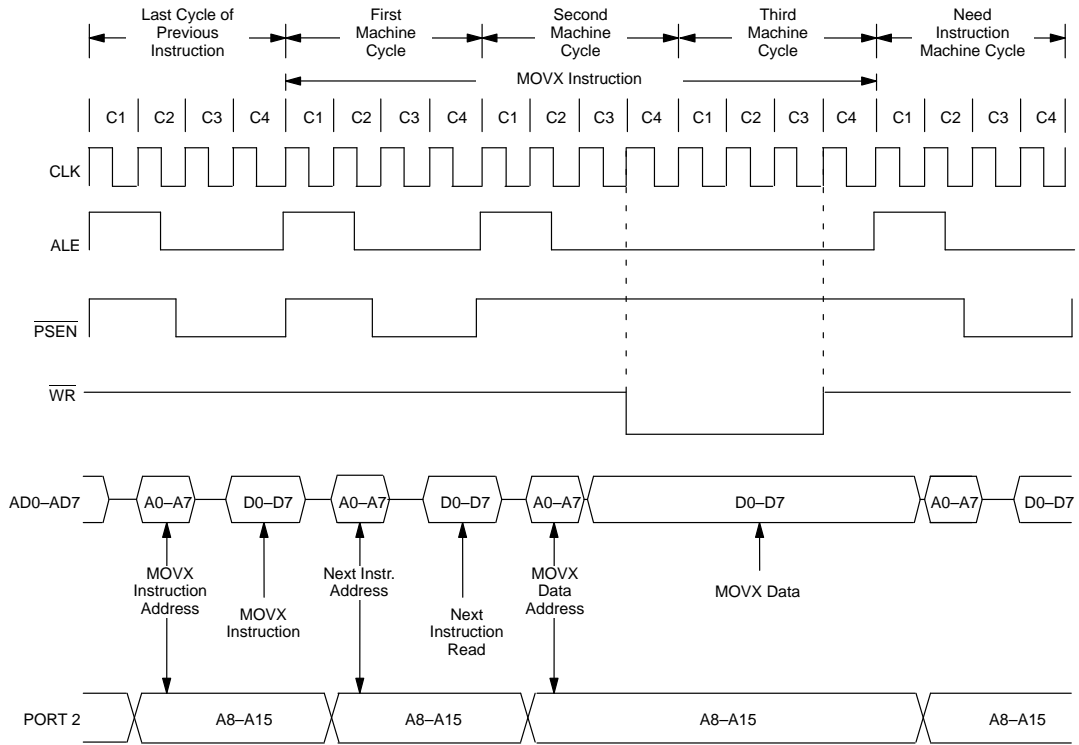 Last Cycle of
Previous
Instruction
First
Machine
Cycle
Second
Machine
Cycle
Third
Machine
Cycle
Need
Instruction
Machine Cycle
MOVX Instruction
C1 C2 C3 C4 C1 C2 C3 C4 C1 C2 C3 C4 C1 C2 C3 C4 C1 C2 C3 C4
CLK
ALE
PSEN
WR
AD0–AD7 A0–A7 D0–D7 A0–A7 D0–D7 A0–A7 D0–D7 A0–A7 D0–D7
MOVX
Instruction
Address
MOVX
Instruction
Next Instr.
Address
Next
Instruction
Read
MOVX
Data
Address
MOVX Data
PORT 2 A8–A15 A8–A15 A8–A15 A8–A15